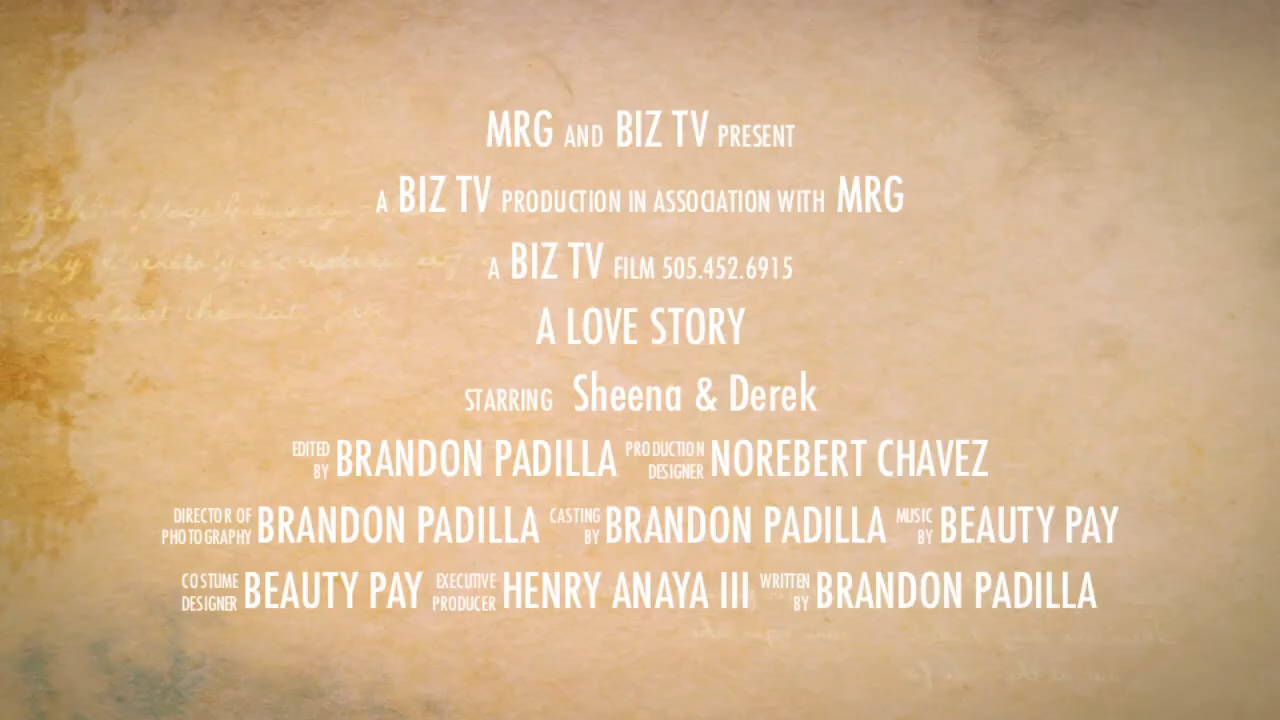 MRG AND BIZ TV PRESENT
A BIZ TV PRODUCTION IN ASSOCIATION WITH MRG
A BIZ TV FILM 505.452.6915
A LOVE STORY
STARRING Sheena & Derek
EDITED BY BRANDON PADILLA PRODUCTION DESIGNER NOREBERT CHAVEZ
DIRECTOR OF PHOTOGRAPHY BRANDON PADILLA CASTING BY BRANDON PADILLA MUSIC BY BEAUTY PAY
COSTUME DESIGNER BEAUTY PAY EXECUTIVE PRODUCER HENRY ANAYA III WRITTEN BY BRANDON PADILLA